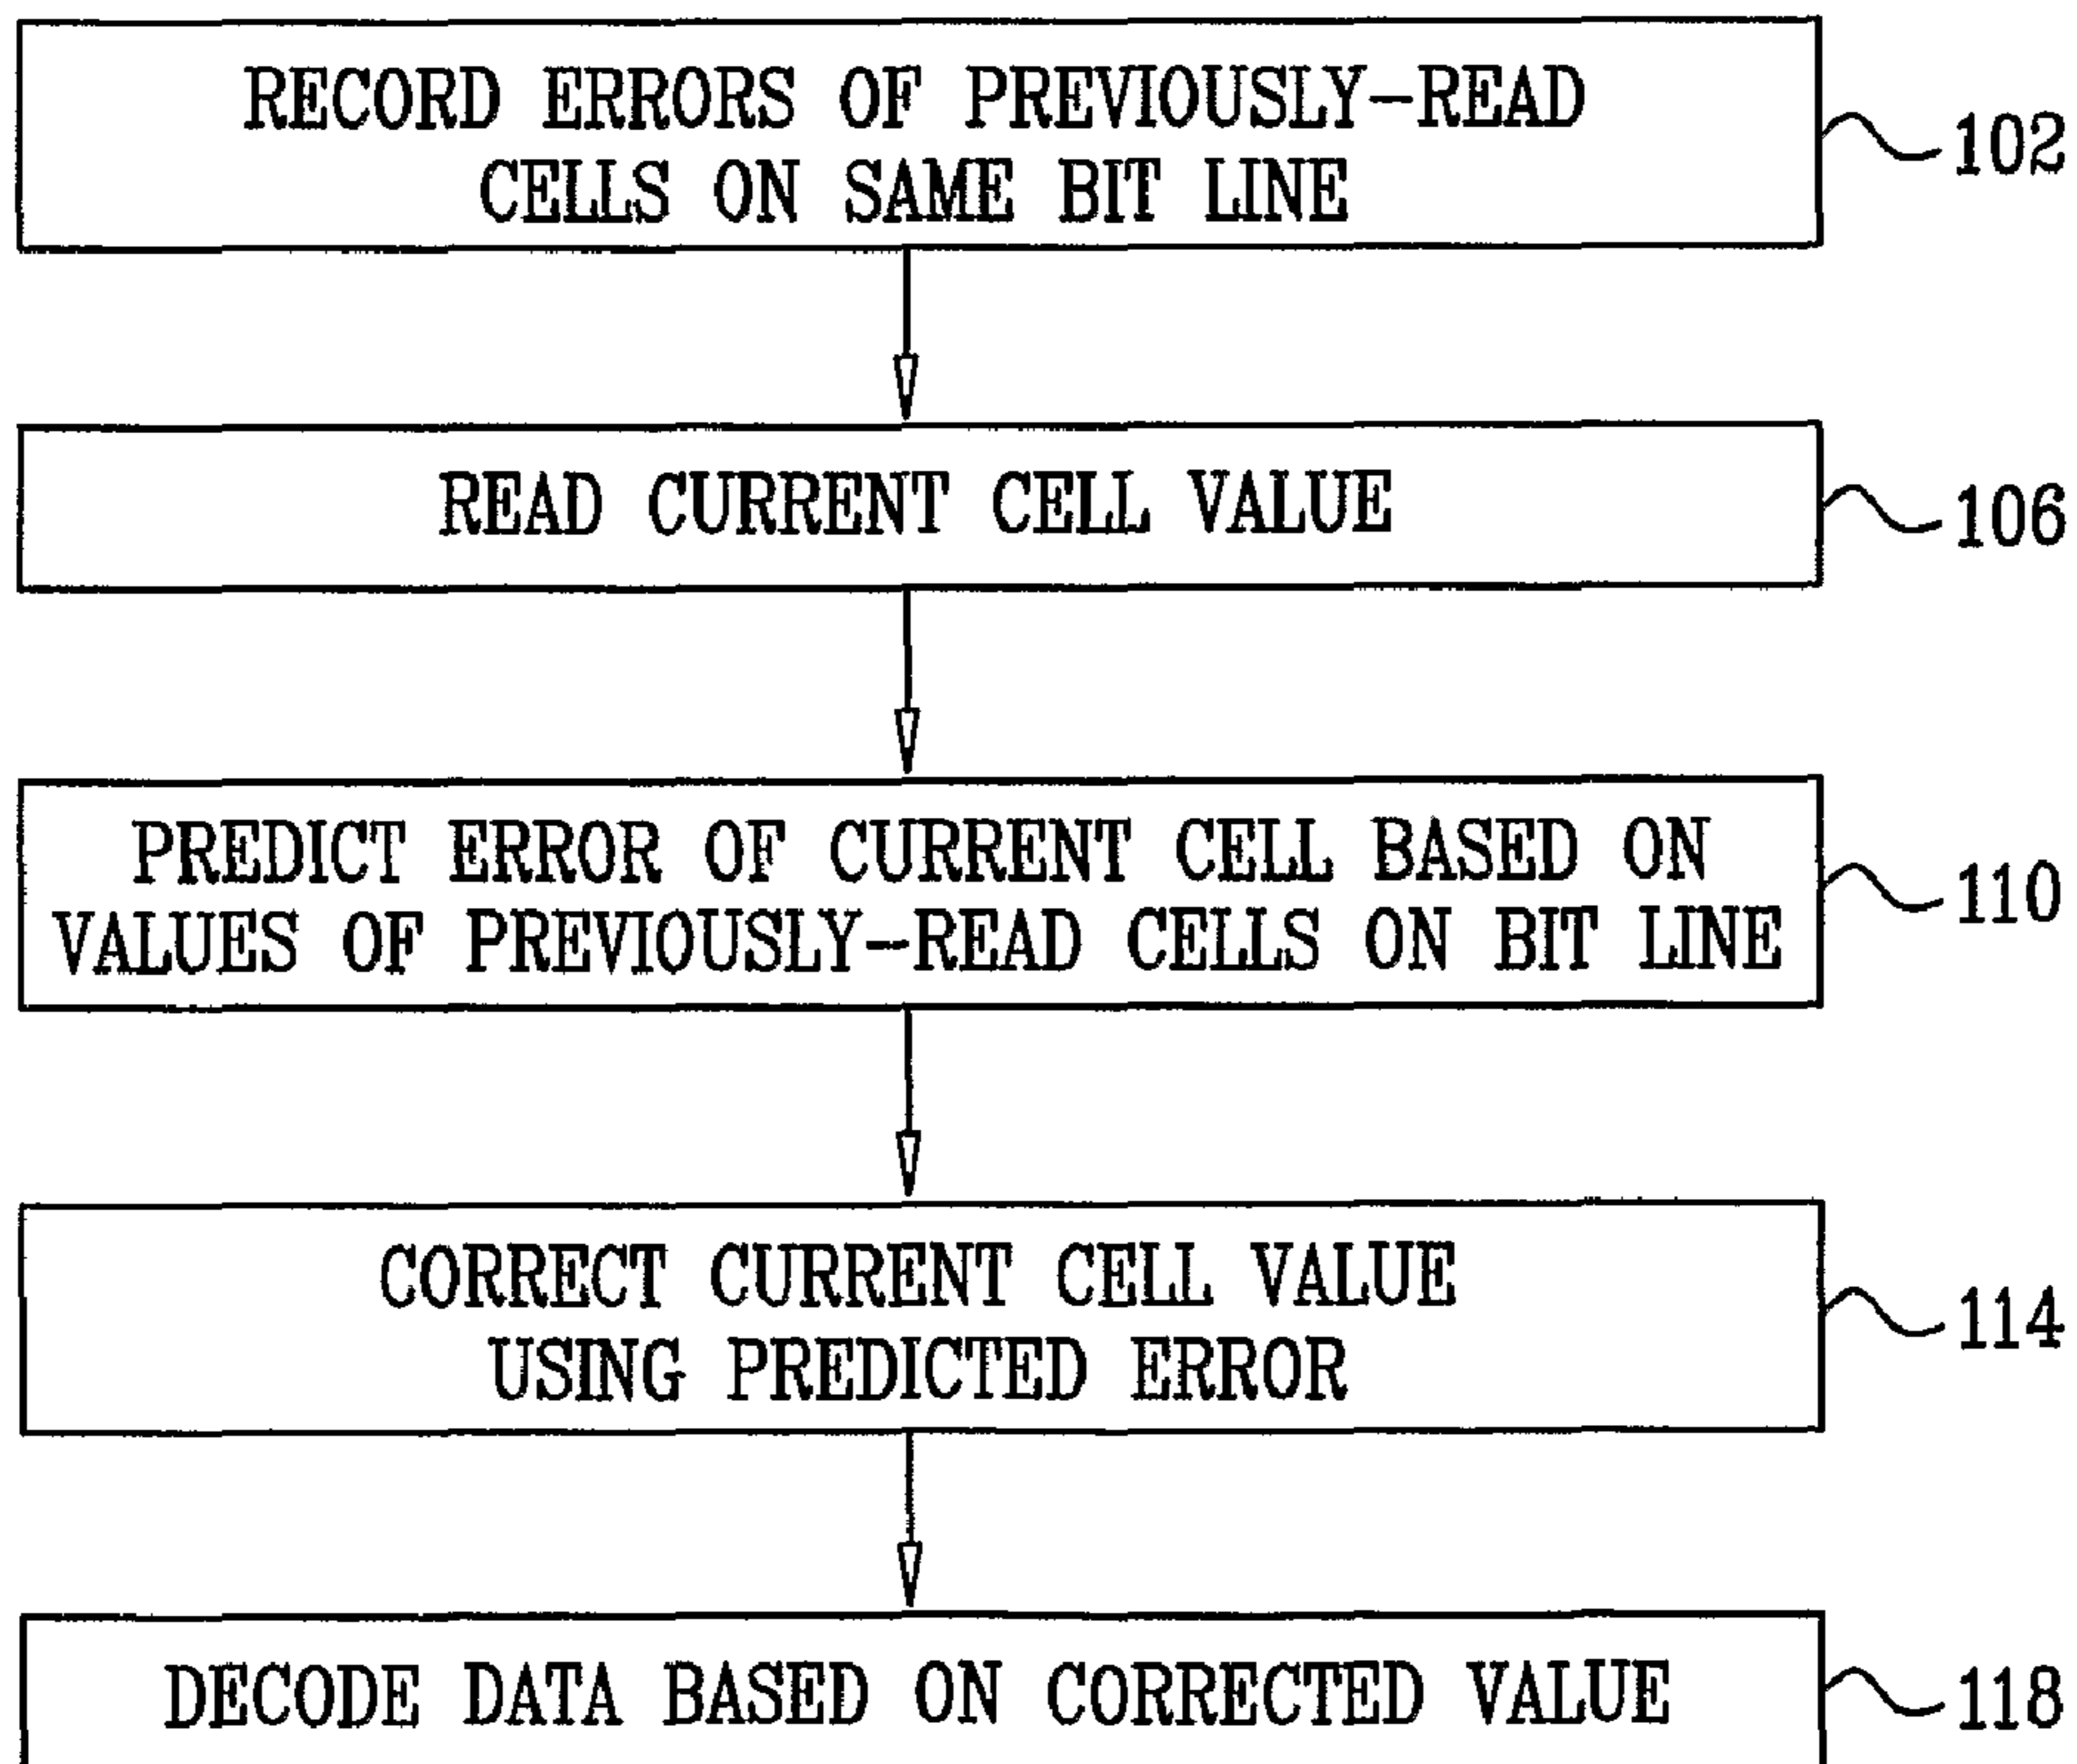 RECORD ERRORS OF PREVIOUSLY-READ
CELLS ON SAME BIT LINE
102
READ CURRENT CELL VALUE
106
PREDICT ERROR OF CURRENT CELL BASED ON
VALUES OF PREVIOUSLY-READ CELLS ON BIT LINE
110
CORRECT CURRENT CELL VALUE
USING PREDICTED ERROR
114
DECODE DATA BASED ON CORRECTED VALUE
118